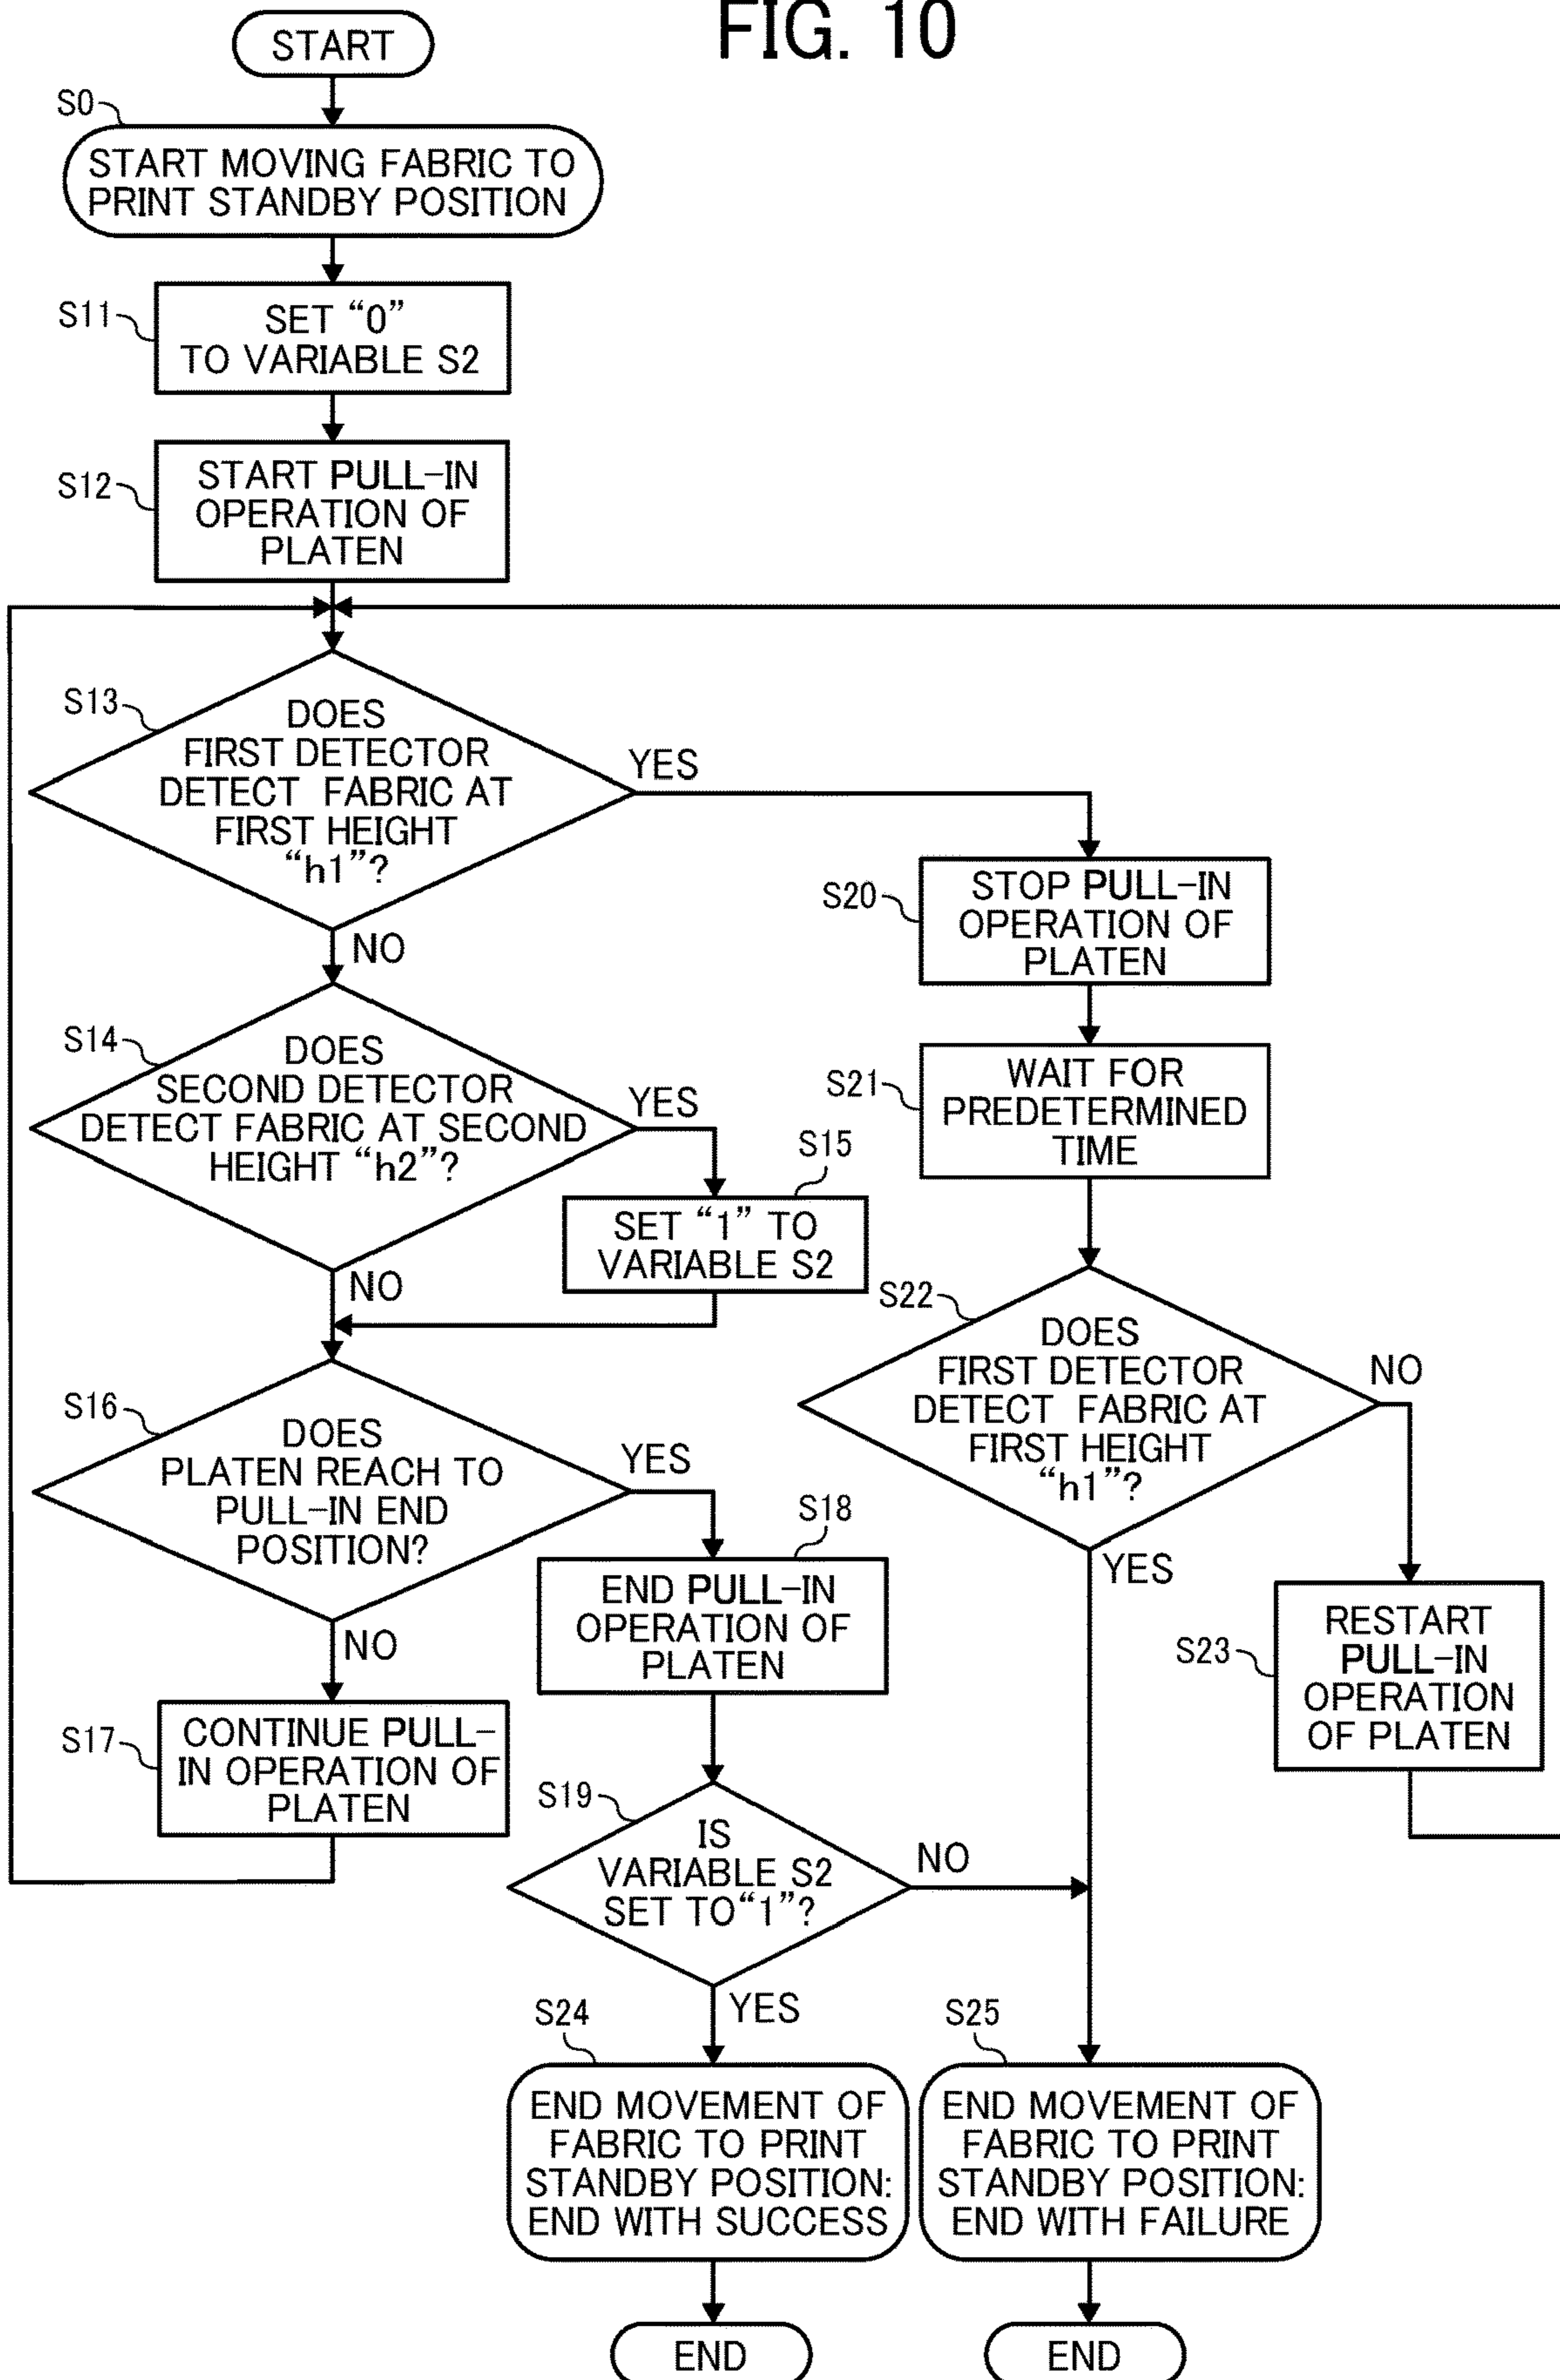 FIG. 10
START
S0
START MOVING FABRIC TO
PRINT STANDBY POSITION
S11
SET “0”
TO VARIABLE S2
S12
START PULL-IN
OPERATION OF
PLATEN
S13
DOES
FIRST DETECTOR
DETECT FABRIC AT
FIRST HEIGHT
“h1”?
YES
NO
S14
DOES
SECOND DETECTOR
DETECT FABRIC AT SECOND
HEIGHT “h2”?
YES
NO
S15
SET “1” TO
VARIABLE S2
S16
DOES
PLATEN REACH TO
PULL-IN END
POSITION?
YES
NO
S17
CONTINUE PULL-
IN OPERATION OF
PLATEN
S18
END PULL-IN
OPERATION OF
PLATEN
S19
IS
VARIABLE S2
SET TO“1”?
NO
YES
S20
STOP PULL-IN
OPERATION OF
PLATEN
S21
WAIT FOR
PREDETERMINED
TIME
S22
DOES
FIRST DETECTOR
DETECT FABRIC AT
FIRST HEIGHT
“h1”?
NO
YES
S23
RESTART
PULL-IN
OPERATION
OF PLATEN
S24
END MOVEMENT OF
FABRIC TO PRINT
STANDBY POSITION:
END WITH SUCCESS
S25
END MOVEMENT OF
FABRIC TO PRINT
STANDBY POSITION:
END WITH FAILURE
END
END